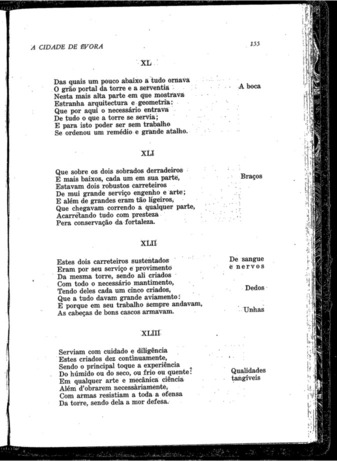 A CIDADE DE ÉVORA
155
XL
Das quais um pouco abaixo a tudo ornava
O grão portal da torre e a serventia
A boca
Nesta mais alta parte em que mostrava
Estranha arquitectura e geometria:
Que por aqui o necessário entrava
De tudo o que a torre se servia;
E para isto poder ser sem trabalho
Se ordenou um remédio e grande atalho.
XLI
Que sobre os dois sobrados derradeiros
E mais baixos, cada um em sua parte,
Braços
Estavam dois robustos carreteiros
De mui grande serviço engenho e arte;
E além de grandes eram tão ligeiros,
Que chegavam correndo a qualquer parte,
Acarretando tudo com presteza
Pera conservação da fortaleza.
XLII
Estes dois carreteiros sustentados
De sangue
Eram por seu serviço e provimento
e nervos
Da mesma torre, sendo ali criados
Com todo o necessário mantimento,
Tendo deles cada um cinco criados,
Dedos
Que a tudo davam grande aviamento:
E porque em seu trabalho sempre andavam,
As cabeças de bons cascos armavam.
Unhas
XLIII
Serviam com cuidado e diligência
Estes criados dez continuamente,
Sendo o principal toque a experiência
Do húmido ou do seco, ou frio ou quente?
Qualidades
Em qualquer arte e mecânica ciência
tangíveis
Além d'obrarem necessàriamente,
Com armas resistiam a toda a ofensa
Da torre, sendo dela a mor defesa.